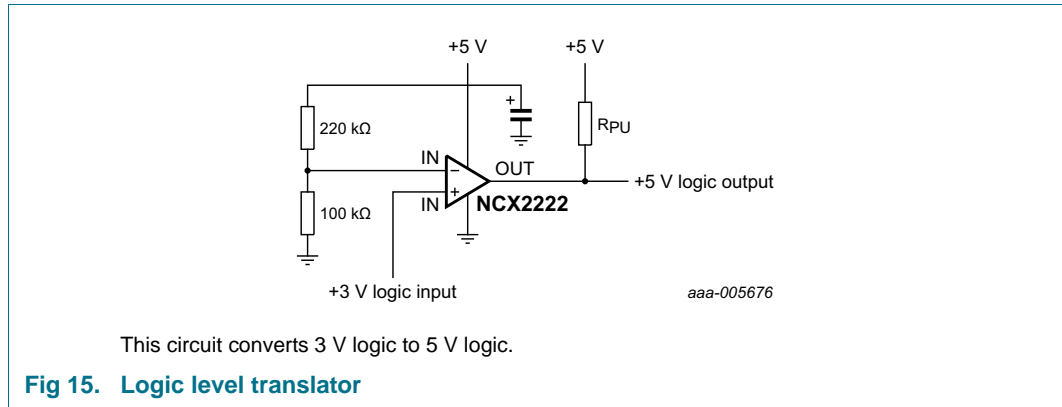 +5 V
+5 V
+
220 kΩ
RPU
IN
−
OUT
+5 V logic output
+
IN
NCX2222
100 kΩ
+3 V logic input
aaa-005676
This circuit converts 3 V logic to 5 V logic.
Fig 15. Logic level translator